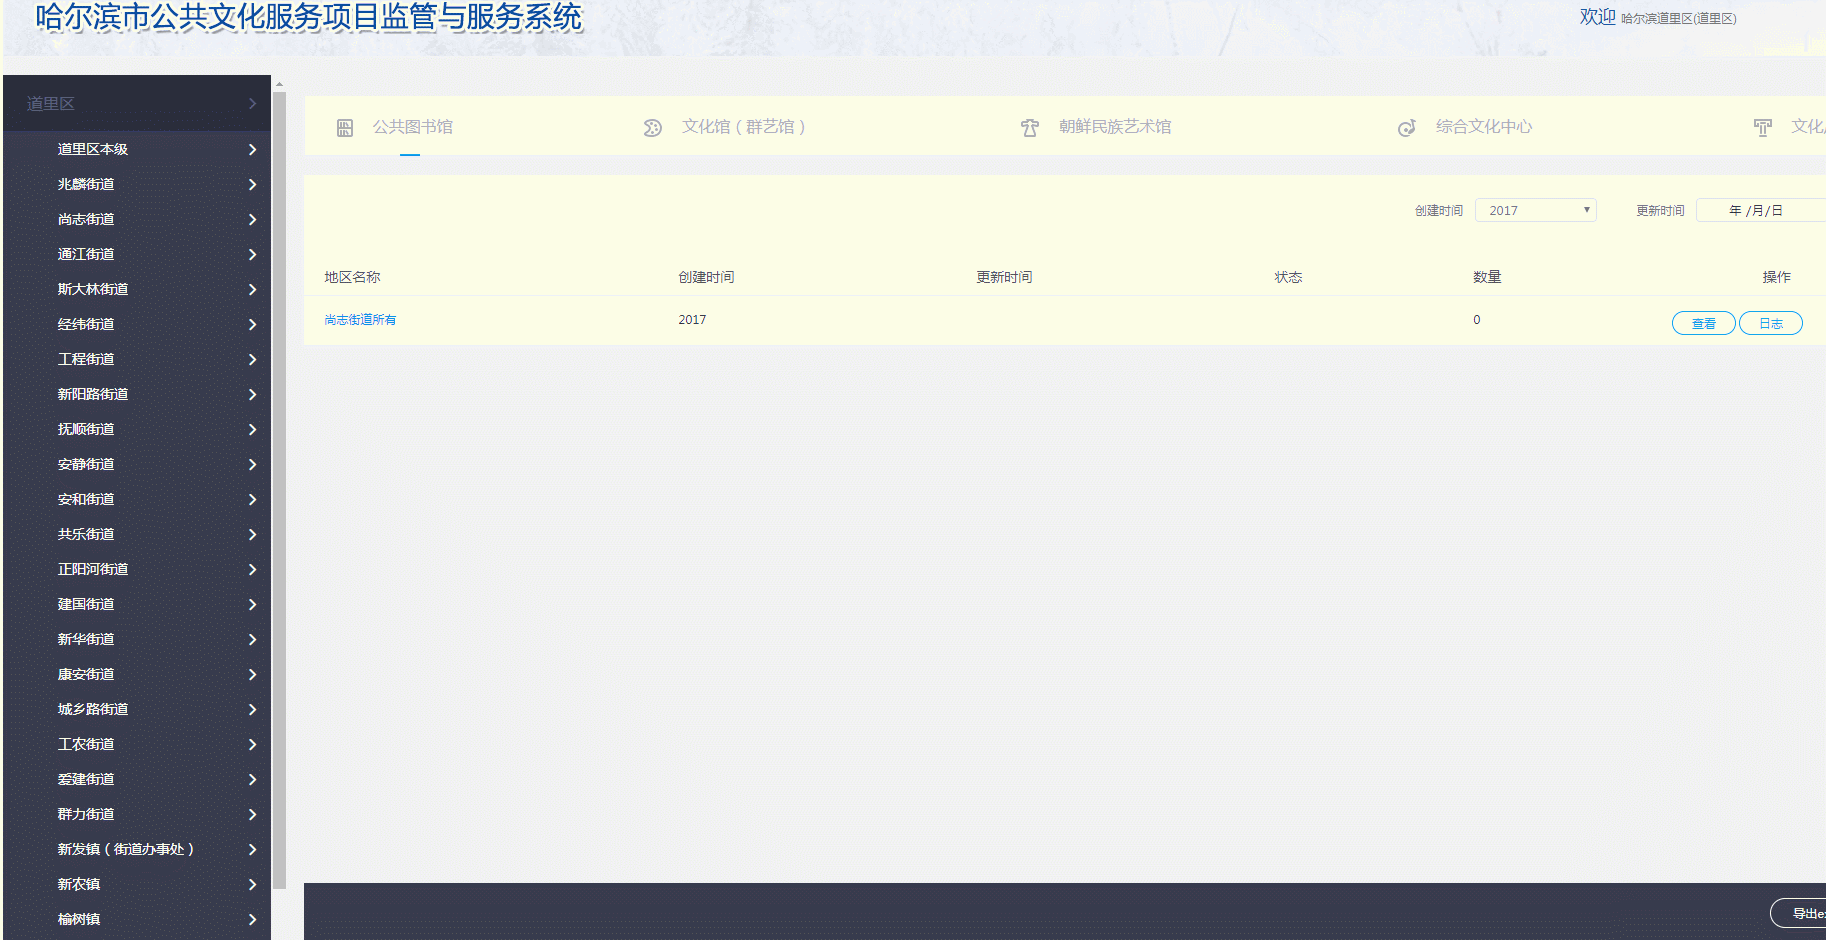 哈尔滨市公共文化服务项目监管与服务系统
欢迎 哈尔滨道里区(道里区)
道里区
道里区本级
兆麟街道
尚志街道
通江街道
斯大林街道
经纬街道
工程街道
新阳路街道
抚顺街道
安静街道
安和街道
共乐街道
正阳河街道
建国街道
新华街道
康安街道
城乡路街道
工农街道
爱建街道
群力街道
新发镇（街道办事处）
新农镇
榆树镇
公共图书馆 文化馆（群艺馆） 朝鲜民族艺术馆 综合文化中心 文化
创建时间 2017 更新时间 年 /月/日
地区名称 创建时间 更新时间 状态 数量 操作
尚志街道所有 2017 0 查看 日志
导出e